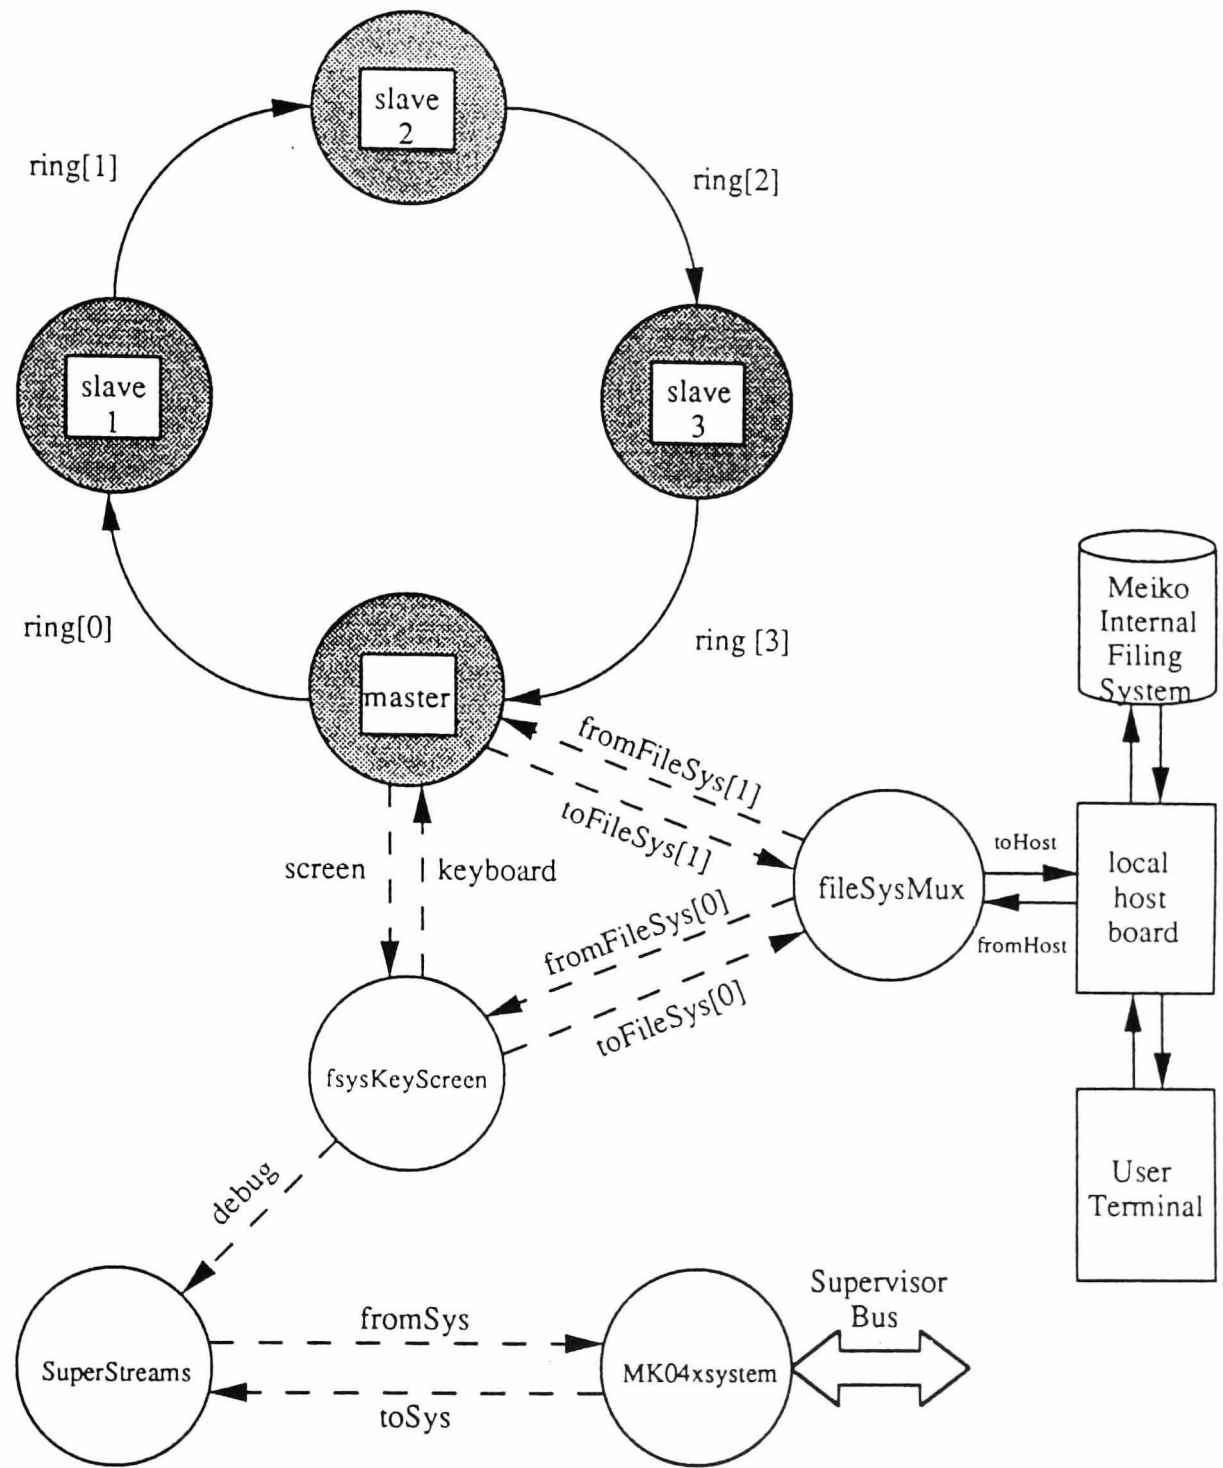 slave
2
ring[1]
ring[2]
slave
1
slave
3
ring[0]
ring [3]
master
Meiko
Internal
Filing
System
fromFileSys[1]
toFileSys[1]
screen
keyboard
fileSysMux
toHost
fromHost
local
host
board
fromFileSys[0]
toFileSys[0]
fsysKeyScreen
debug
User
Terminal
SuperStreams
fromSys
toSys
MK04xsystem
Supervisor
Bus